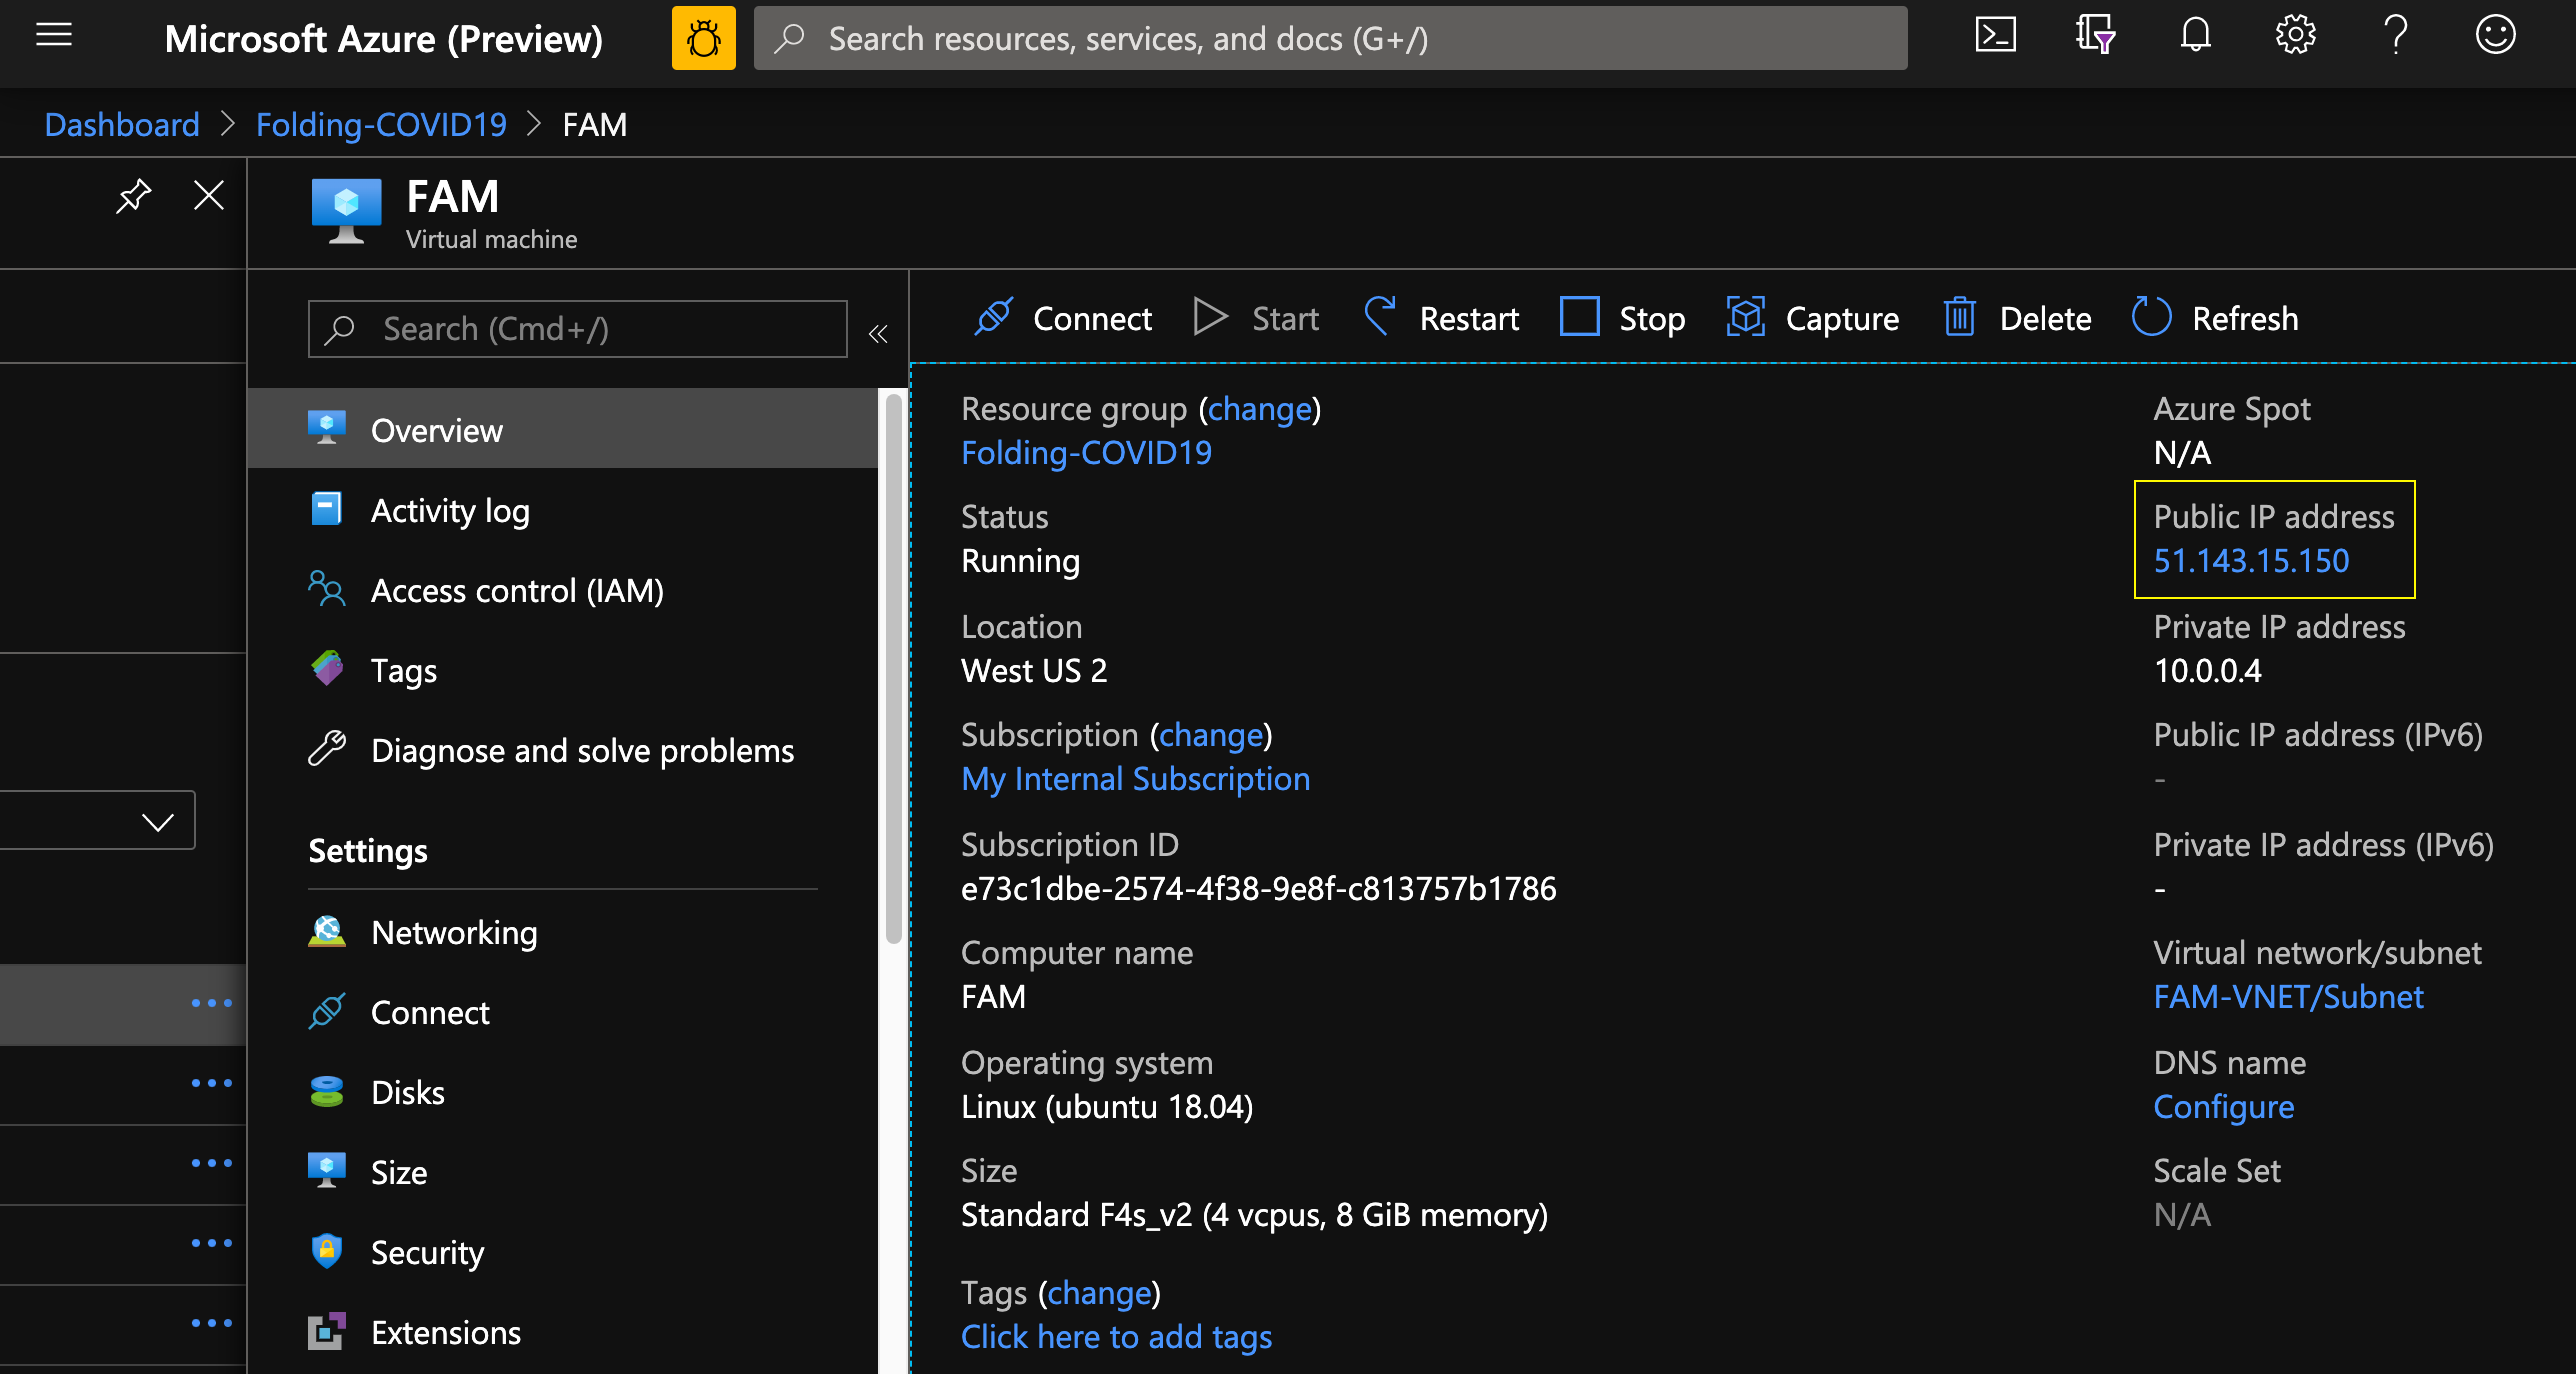 Microsoft Azure (Preview)
Search resources, services, and docs (G+/)
Dashboard > Folding-COVID19 > FAM
FAM
Virtual machine
Search (Cmd+/)
«
Overview
Activity log
Access control (IAM)
Tags
Diagnose and solve problems
Settings
Networking
Connect
Disks
Size
Security
Extensions
Connect
Start
Restart
Stop
Capture
Delete
Refresh
Resource group (change)
Folding-COVID19
Status
Running
Location
West US 2
Subscription (change)
My Internal Subscription
Subscription ID
e73c1dbe-2574-4f38-9e8f-c813757b1786
Computer name
FAM
Operating system
Linux (ubuntu 18.04)
Size
Standard F4s_v2 (4 vcpus, 8 GiB memory)
Tags (change)
Click here to add tags
Azure Spot
N/A
Public IP address
51.143.15.150
Private IP address
10.0.0.4
Public IP address (IPv6)
-
Private IP address (IPv6)
-
Virtual network/subnet
FAM-VNET/Subnet
DNS name
Configure
Scale Set
N/A